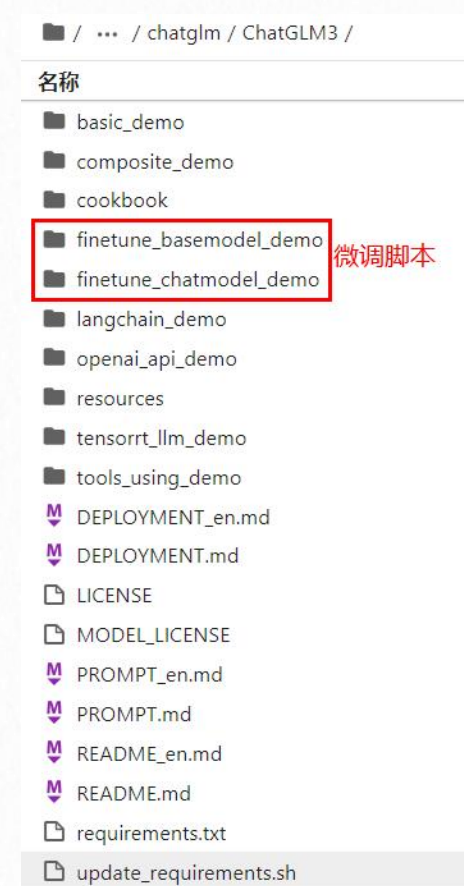 / ··· / chatglm / ChatGLM3 /
名称
basic_demo
composite_demo
cookbook
finetune_basemodel_demo
微调脚本
finetune_chatmodel_demo
langchain_demo
openai_api_demo
resources
tensorrt_llm_demo
tools_using_demo
DEPLOYMENT_en.md
DEPLOYMENT.md
LICENSE
MODEL_LICENSE
PROMPT_en.md
PROMPT.md
README_en.md
README.md
requirements.txt
update_requirements.sh